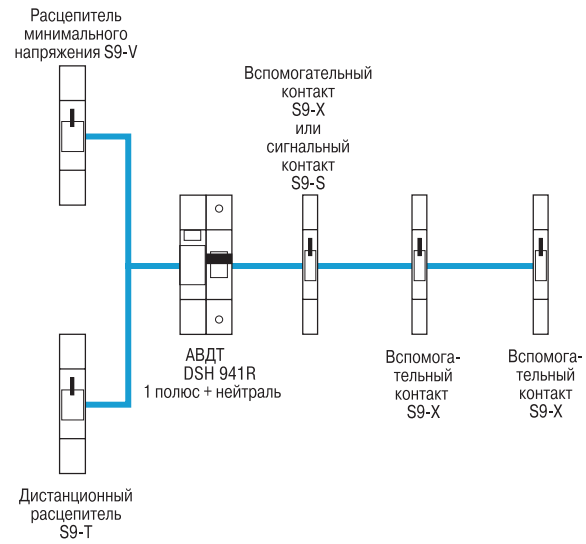 Расцепитель
минимального
напряжения S9-V
Вспомогательный
контакт
S9-X
или
сигнальный
контакт
S9-S
АВДТ
DSH 941R
1 полюс + нейтраль
Вспомога-
тельный
контакт
S9-X
Вспомога-
тельный
контакт
S9-X
Дистанционный
расцепитель
S9-T